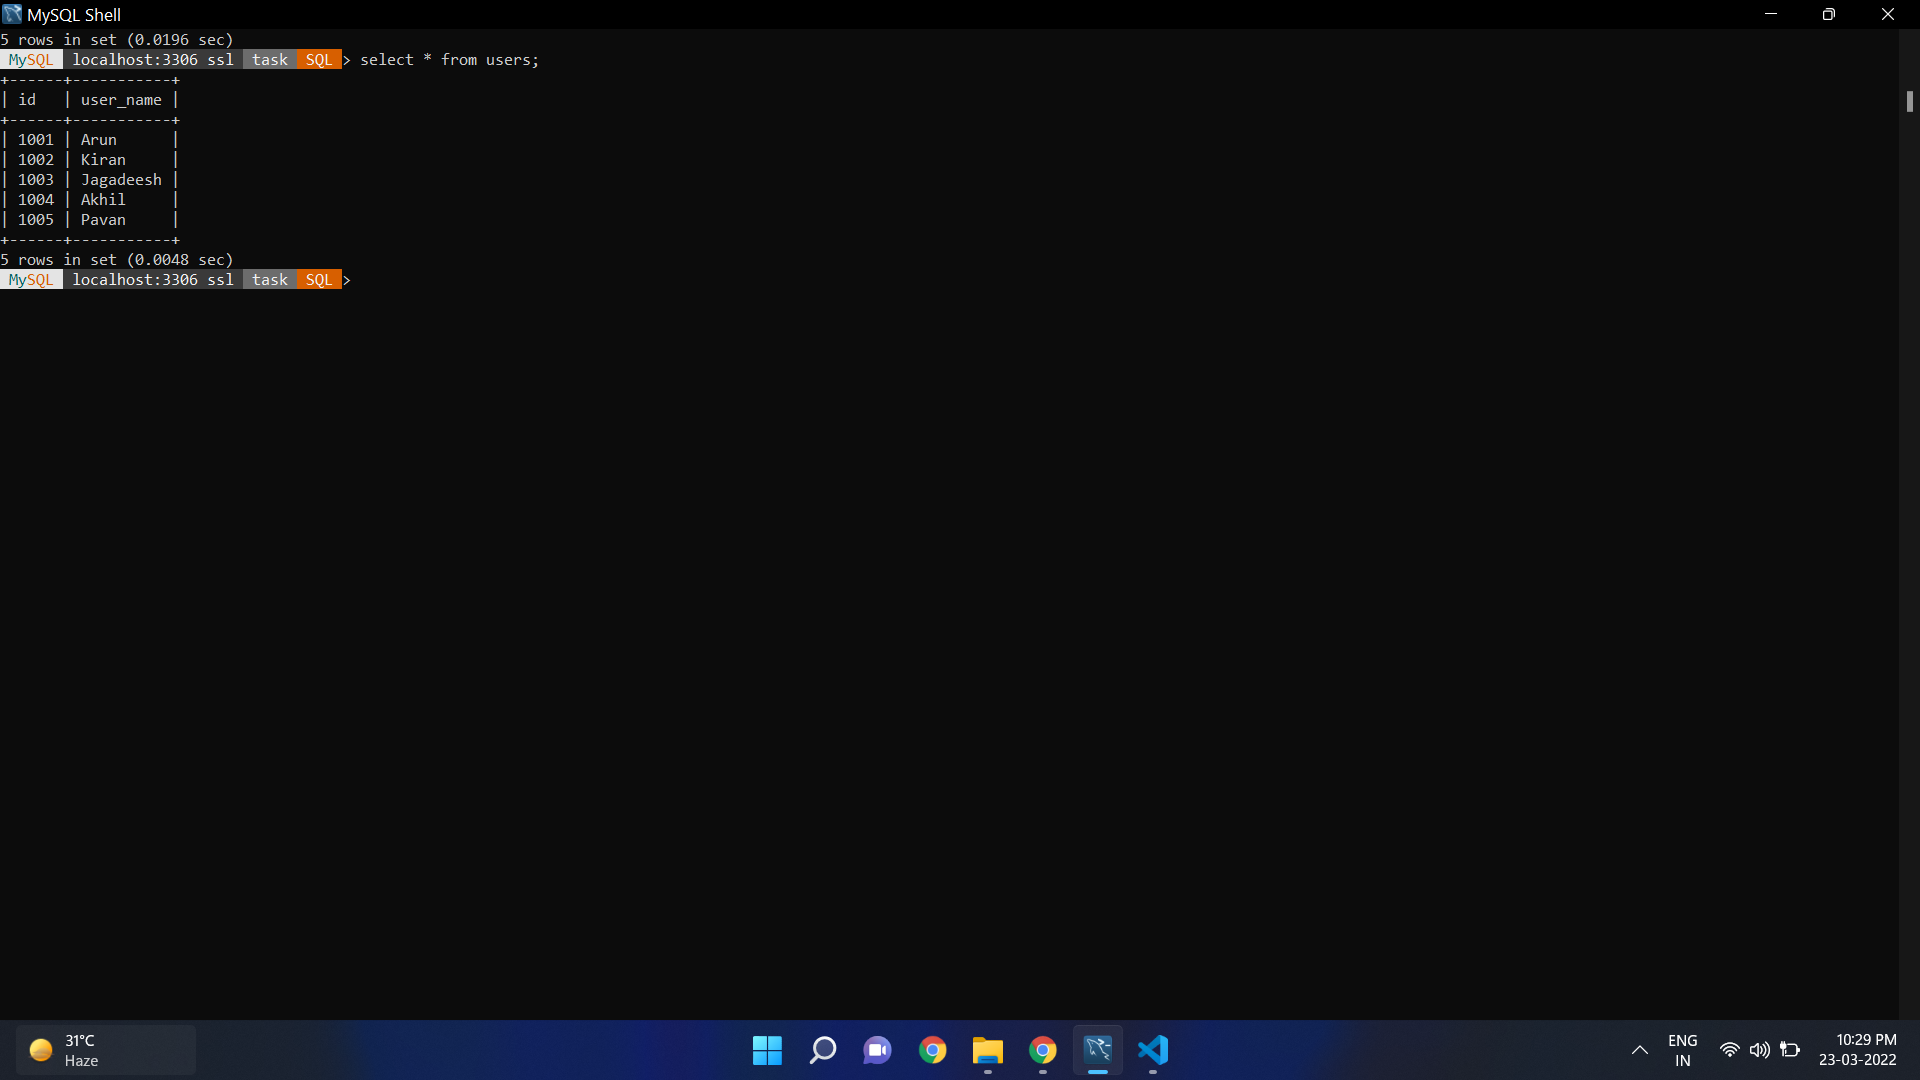 MySQL Shell
5 rows in set (0.0196 sec)
MySQL localhost:3306 ssl task SQL > select * from users;
+------+-----------+
| id   | user_name |
+------+-----------+
| 1001 | Arun      |
| 1002 | Kiran     |
| 1003 | Jagadeesh |
| 1004 | Akhil     |
| 1005 | Pavan     |
+------+-----------+
5 rows in set (0.0048 sec)
MySQL localhost:3306 ssl task SQL >
31°C
Haze
ENG
IN
10:29 PM
23-03-2022